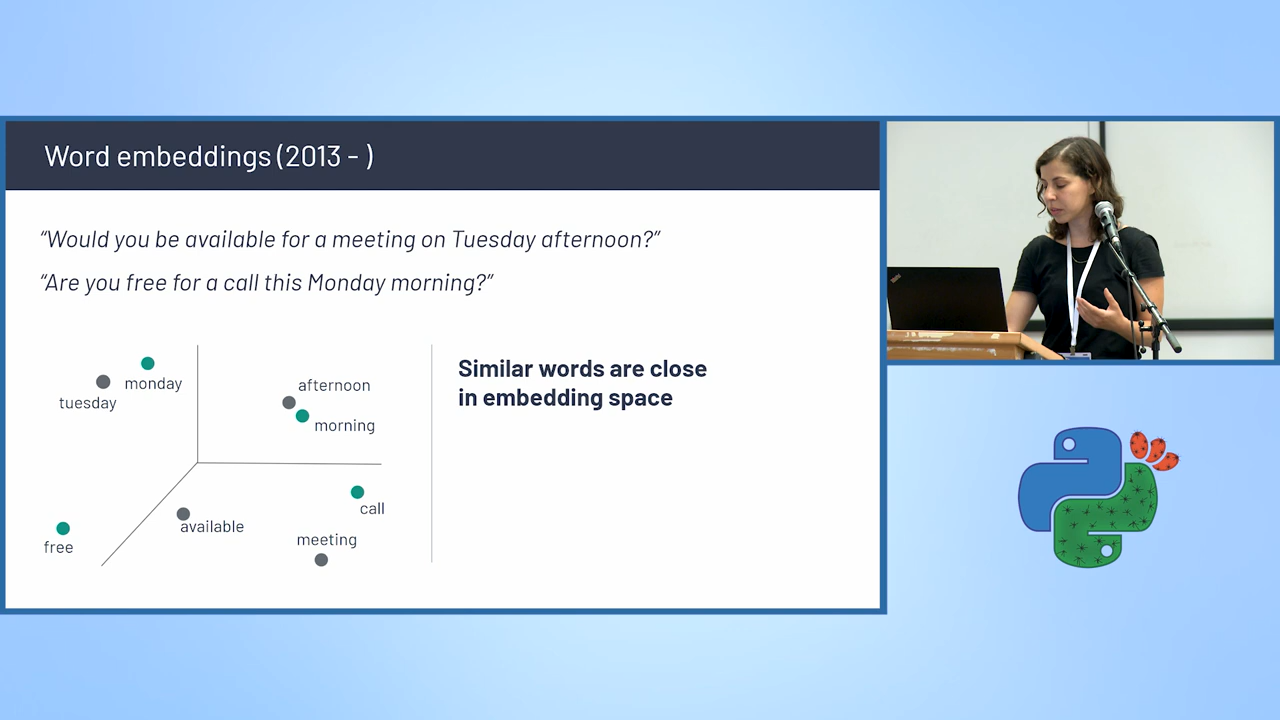 Word embeddings (2013 - )
“Would you be available for a meeting on Tuesday afternoon?”
“Are you free for a call this Monday morning?”
monday
tuesday
afternoon
morning
call
available
meeting
free
Similar words are close
in embedding space